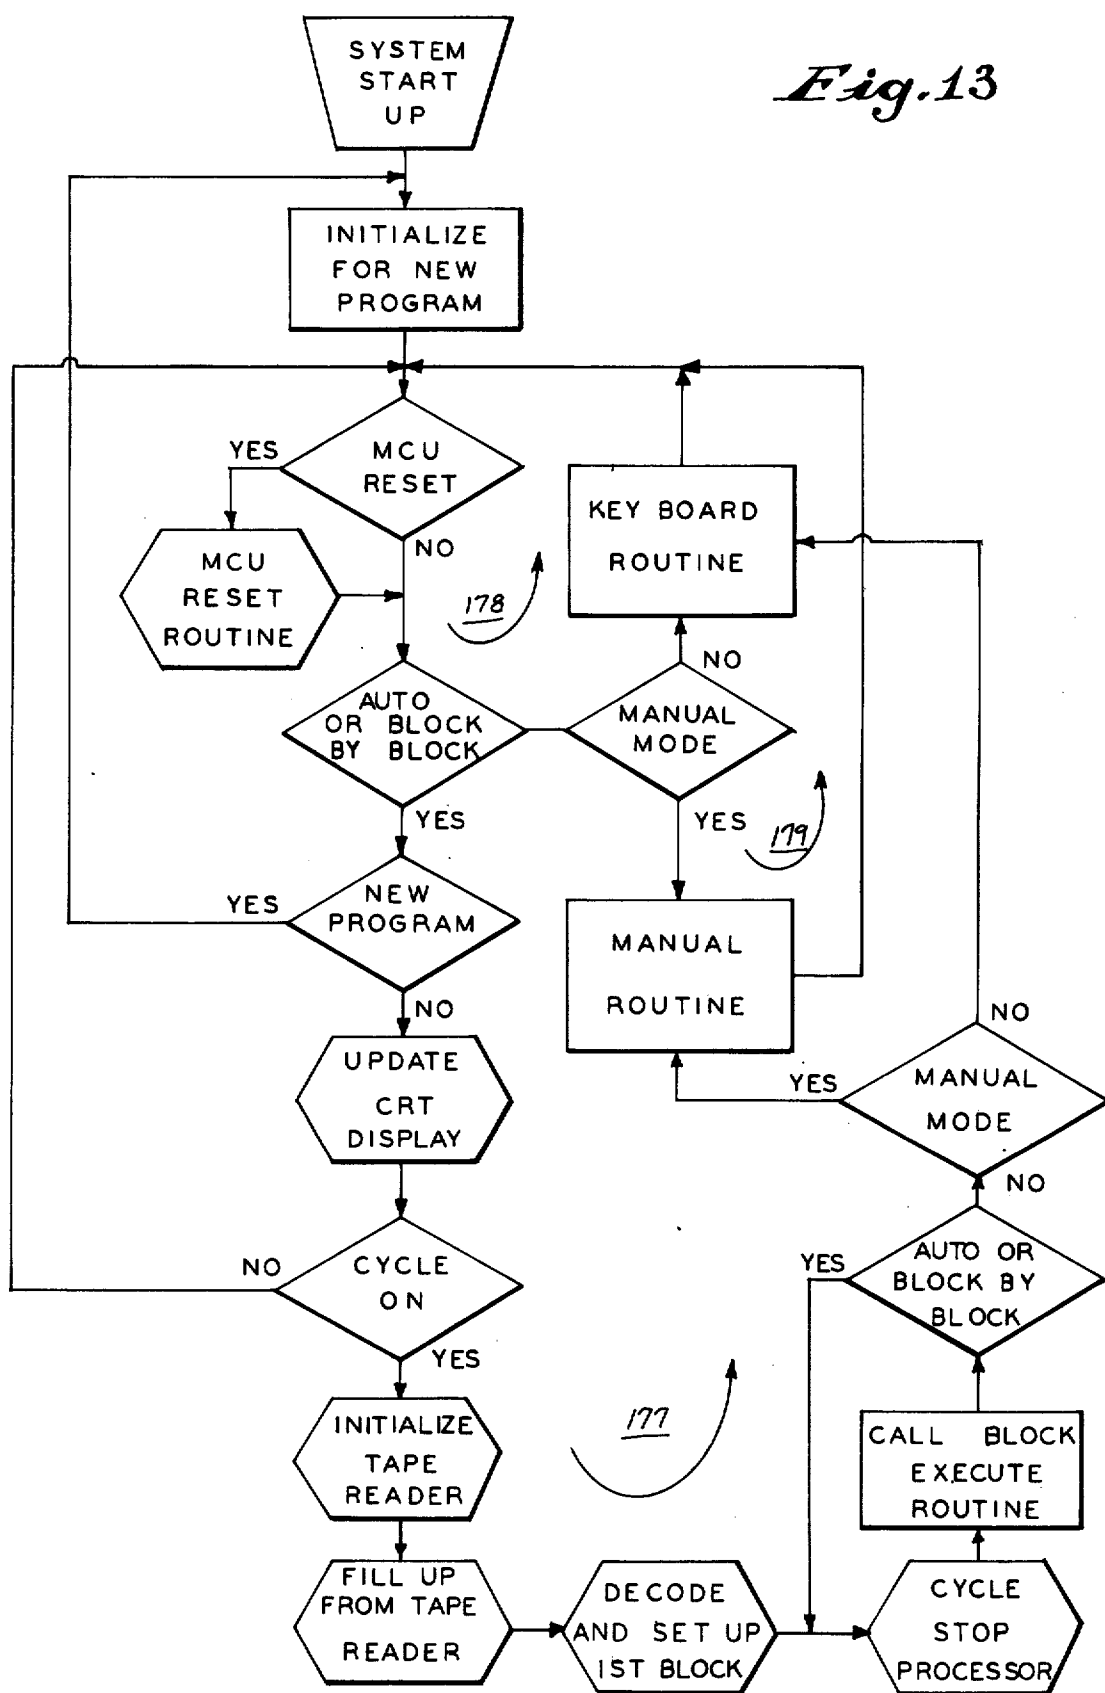 Fig. 13
SYSTEM
START
UP
INITIALIZE
FOR NEW
PROGRAM
YES
MCU
RESET
NO
MCU
RESET
ROUTINE
178
KEY BOARD
ROUTINE
NO
AUTO
OR BLOCK
BY BLOCK
MANUAL
MODE
YES
YES
179
YES
NEW
PROGRAM
NO
MANUAL
ROUTINE
NO
YES
MANUAL
MODE
UPDATE
CRT
DISPLAY
NO
NO
CYCLE
ON
YES
YES
AUTO OR
BLOCK BY
BLOCK
177
INITIALIZE
TAPE
READER
CALL BLOCK
EXECUTE
ROUTINE
FILL UP
FROM TAPE
READER
DECODE
AND SET UP
1ST BLOCK
CYCLE
STOP
PROCESSOR